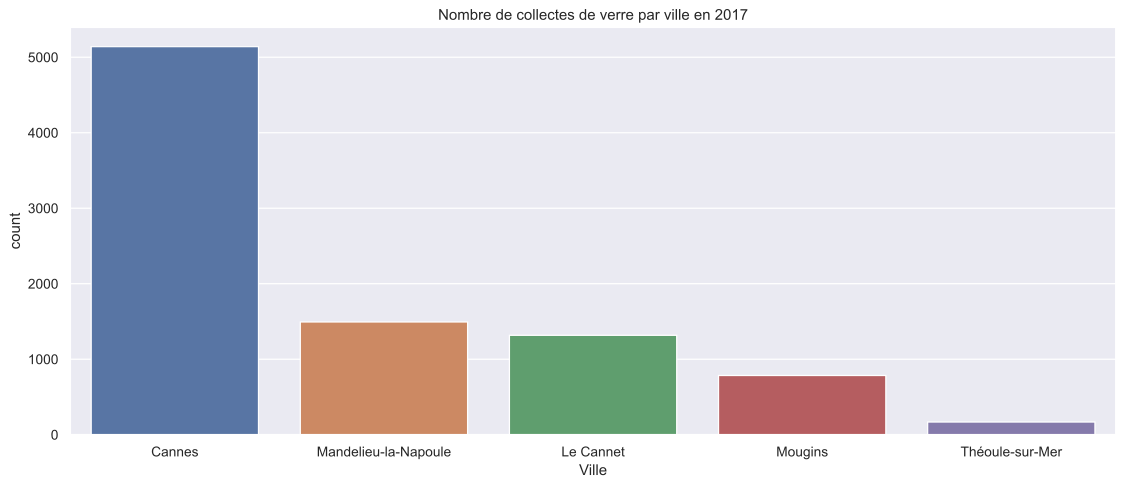 Nombre de collectes de verre par ville en 2017
count
5000
4000
3000
2000
1000
0
Cannes
Mandelieu-la-Napoule
Le Cannet
Mougins
Théoule-sur-Mer
Ville